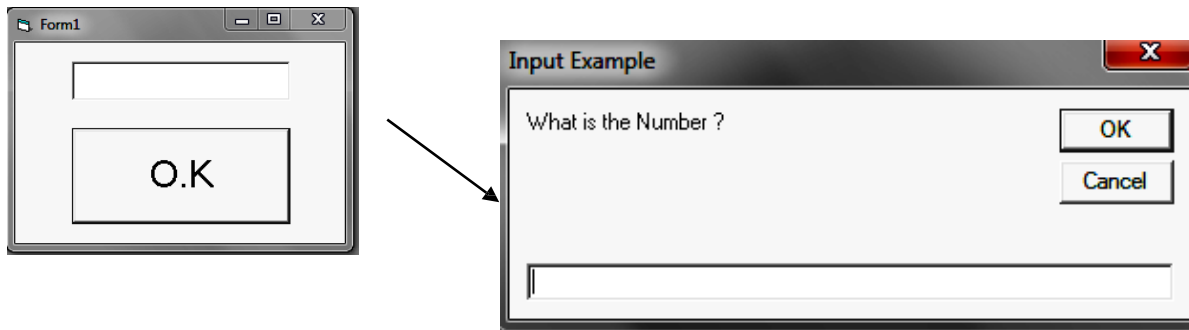 Form1
O.K
Input Example
What is the Number ?
OK
Cancel